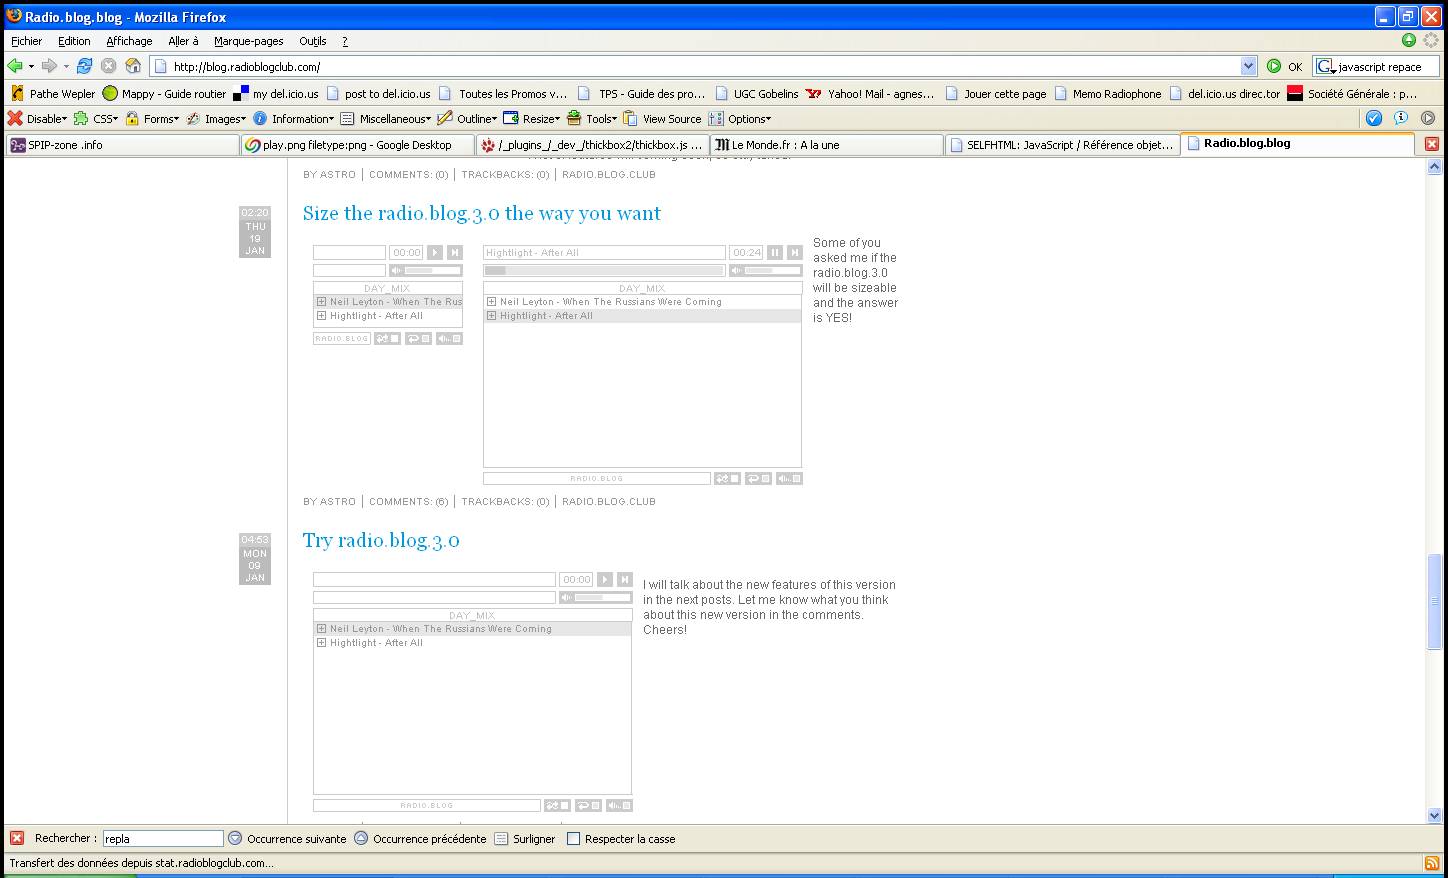 Radio.blog.blog - Mozilla Firefox
Fichier Edition Affichage Aller à Marque-pages Outils ?
http://blog.radioblogclub.com/ OK javascript repace
Pathe Wepler Mappy - Guide routier my del.icio.us post to del.icio.us Toutes les Promos v... TPS - Guide des pro... UGC Gobelins Yahoo! Mail - agnes... Jouer cette page Memo Radiophone del.icio.us direc.tor Société Générale : p...
Disable CSS Forms Images Information Miscellaneous Outline Resize Tools View Source Options
SPIP-zone .info play.png filetype:png - Google Desktop /_plugins_/_dev_/thickbox2/thickbox.js ... Le Monde.fr : A la une SELFHTML: JavaScript / Référence objet... Radio.blog.blog
BY ASTRO | COMMENTS: (0) | TRACKBACKS: (0) | RADIO.BLOG.CLUB
02:20
THU
19
JAN
Size the radio.blog.3.0 the way you want
00:00
DAY_MIX
Neil Leyton - When The Rus
Hightlight - After All
RADIO.BLOG
Hightlight - After All 00:24
DAY_MIX
Neil Leyton - When The Russians Were Coming
Hightlight - After All
RADIO.BLOG
Some of you
asked me if the
radio.blog.3.0
will be sizeable
and the answer
is YES!
BY ASTRO | COMMENTS: (6) | TRACKBACKS: (0) | RADIO.BLOG.CLUB
04:53
MON
09
JAN
Try radio.blog.3.0
00:00
DAY_MIX
Neil Leyton - When The Russians Were Coming
Hightlight - After All
RADIO.BLOG
I will talk about the new features of this version
in the next posts. Let me know what you think
about this new version in the comments.
Cheers!
Rechercher : repla Occurrence suivante Occurrence précédente Surligner Respecter la casse
Transfert des données depuis stat.radioblogclub.com...